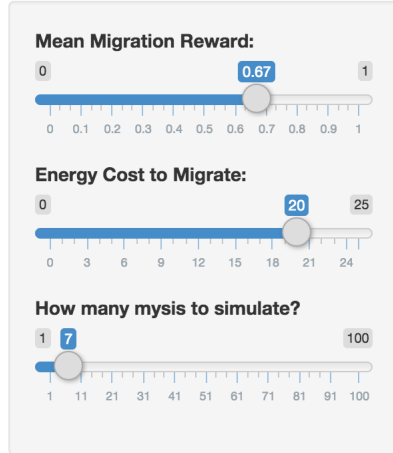 Mean Migration Reward:
0 0.67 1
0 0.1 0.2 0.3 0.4 0.5 0.6 0.7 0.8 0.9 1
Energy Cost to Migrate:
0 20 25
0 3 6 9 12 15 18 21 24
How many mysis to simulate?
1 7 100
1 11 21 31 41 51 61 71 81 91 100